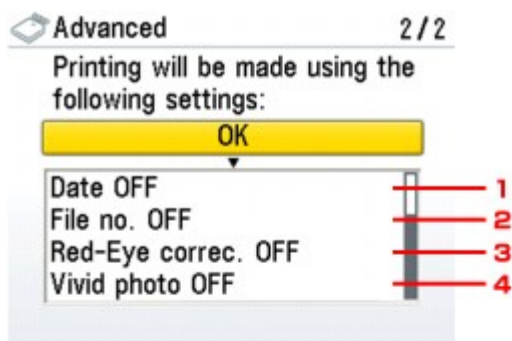 Advanced 2/2
Printing will be made using the
following settings:
OK
Date OFF 1
File no. OFF 2
Red-Eye correc. OFF 3
Vivid photo OFF 4